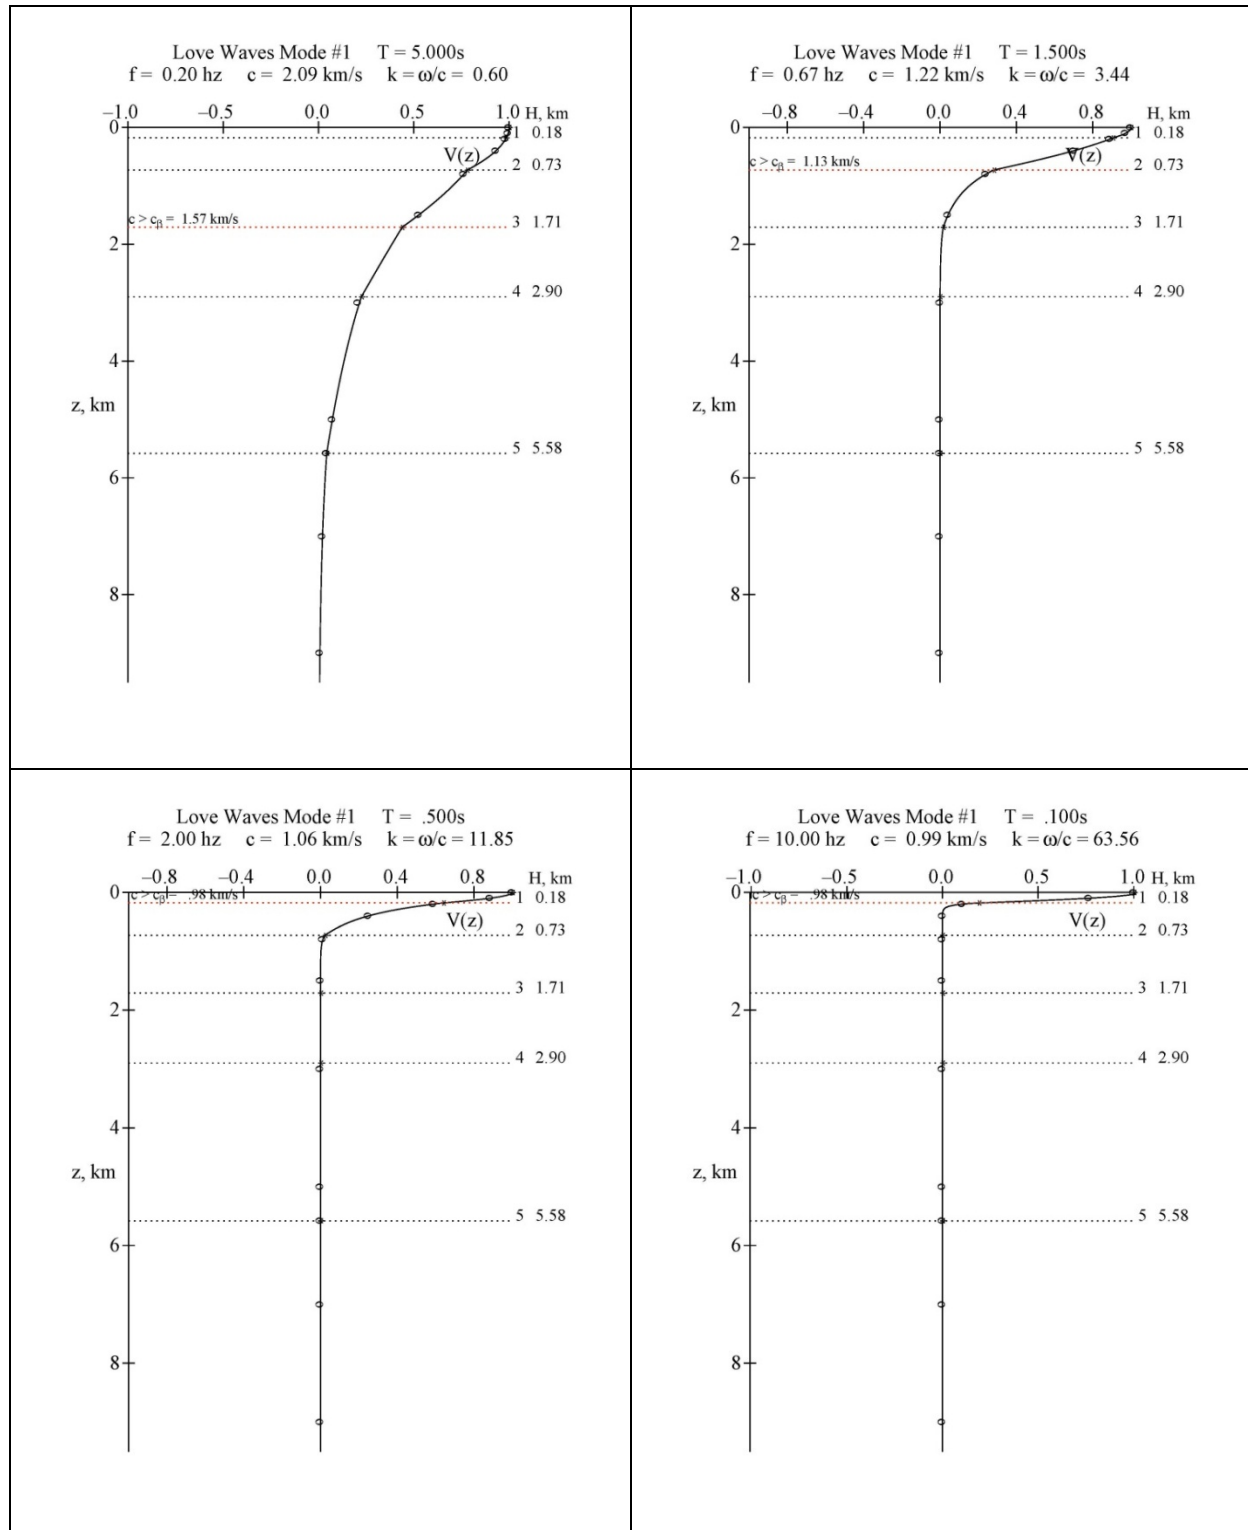 Love Waves Mode #1 T = 5.000s
f = 0.20 hz c = 2.09 km/s k = ω/c = 0.60
−1.0 −0.5 0.0 0.5 1.0 H, km
0 1 0.18
V(z)
2 0.73
c > cβ = 1.57 km/s 3 1.71
2
4 2.90
4
z, km
5 5.58
6
8
Love Waves Mode #1 T = 1.500s
f = 0.67 hz c = 1.22 km/s k = ω/c = 3.44
−0.8 −0.4 0.0 0.4 0.8 H, km
0 1 0.18
V(z)
c > cβ = 1.13 km/s 2 0.73
3 1.71
2
4 2.90
4
z, km
5 5.58
6
8
Love Waves Mode #1 T = .500s
f = 2.00 hz c = 1.06 km/s k = ω/c = 11.85
−0.8 −0.4 0.0 0.4 0.8 H, km
0 c > cβ = .98 km/s 1 0.18
V(z)
2 0.73
3 1.71
2
4 2.90
4
z, km
5 5.58
6
8
Love Waves Mode #1 T = .100s
f = 10.00 hz c = 0.99 km/s k = ω/c = 63.56
−1.0 −0.5 0.0 0.5 1.0 H, km
0 c > cβ = .98 km/s 1 0.18
V(z)
2 0.73
3 1.71
2
4 2.90
4
z, km
5 5.58
6
8